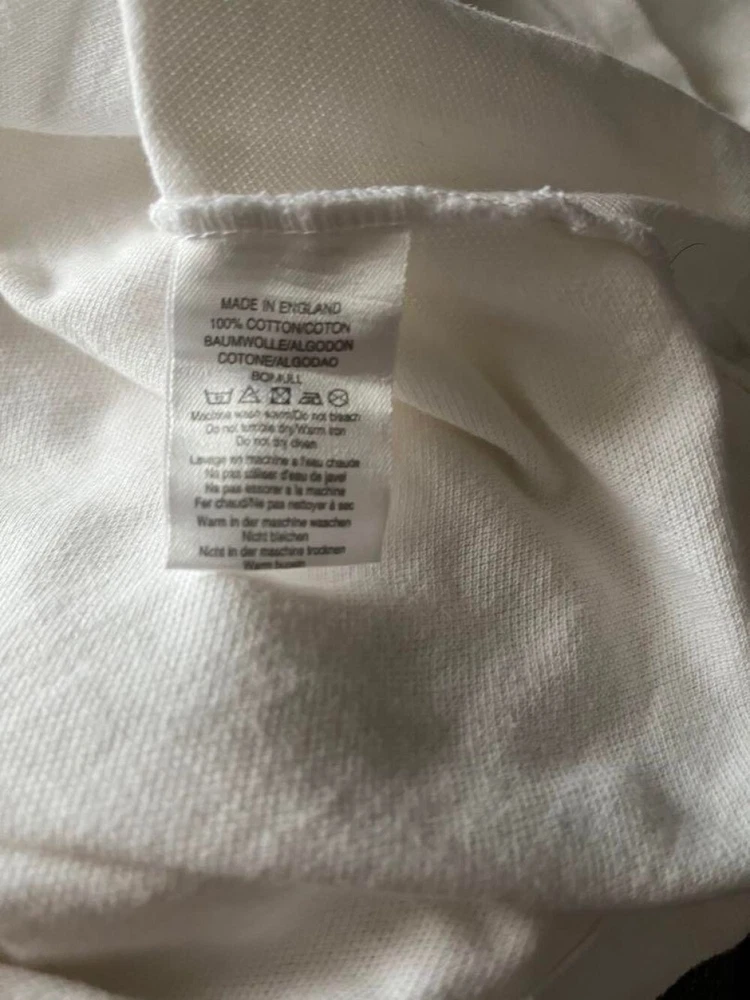 MADE IN ENGLAND
100% COTTON/COTON
BAUMWOLLE/ALGODON
COTONE/ALGODAO
BOMULL
Machine wash warm/Do not bleach
Do not tumble dry/Warm iron
Do not dry clean
Lavage en machine a l'eau chaude
Ne pas utiliser d'eau de javel
Ne pas essorer a la machine
Fer chaud/Ne pas nettoyer à sec
Warm in der maschine waschen
Nicht bleichen
Nicht in der maschine trocknen
Warm